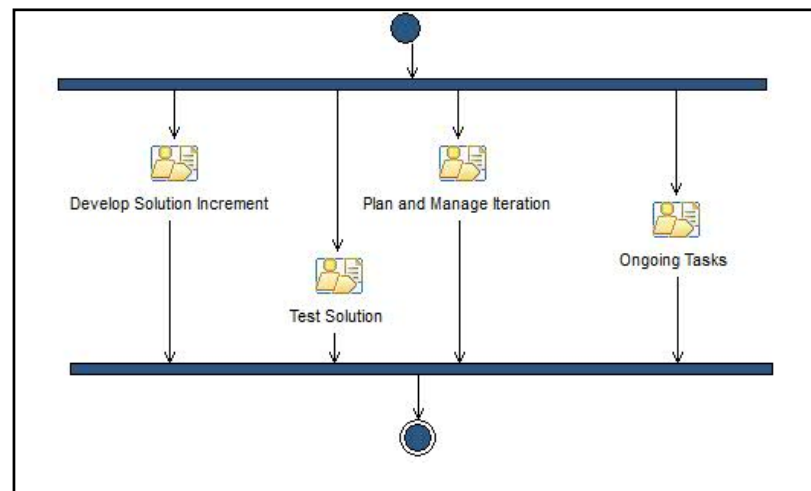 Develop Solution Increment
Plan and Manage Iteration
Ongoing Tasks
Test Solution